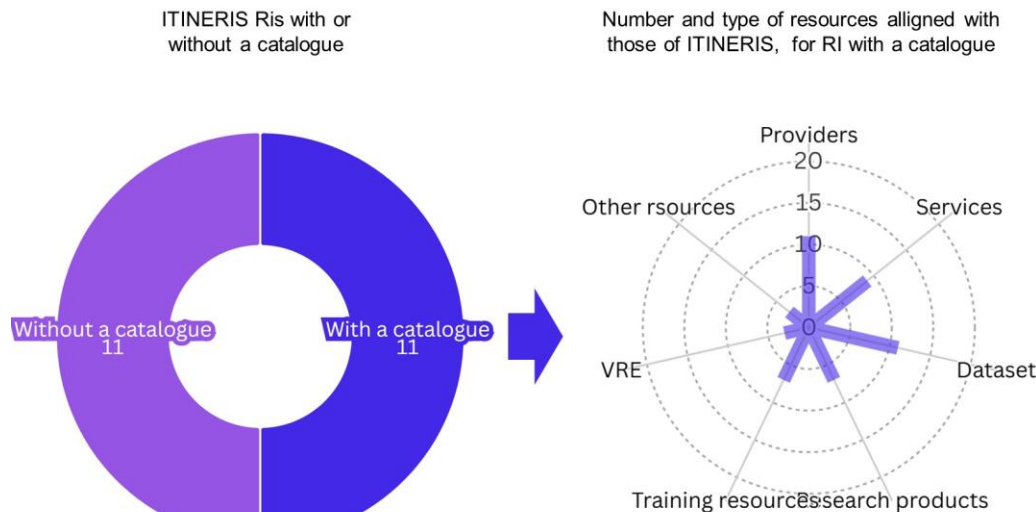 ITINERIS Ris with or
without a catalogue
Number and type of resources alligned with
those of ITINERIS, for RI with a catalogue
Without a catalogue
11
With a catalogue
11
Providers
20
15
10
5
0
Other rsources
Services
VRE
Dataset
Training resources
Research products